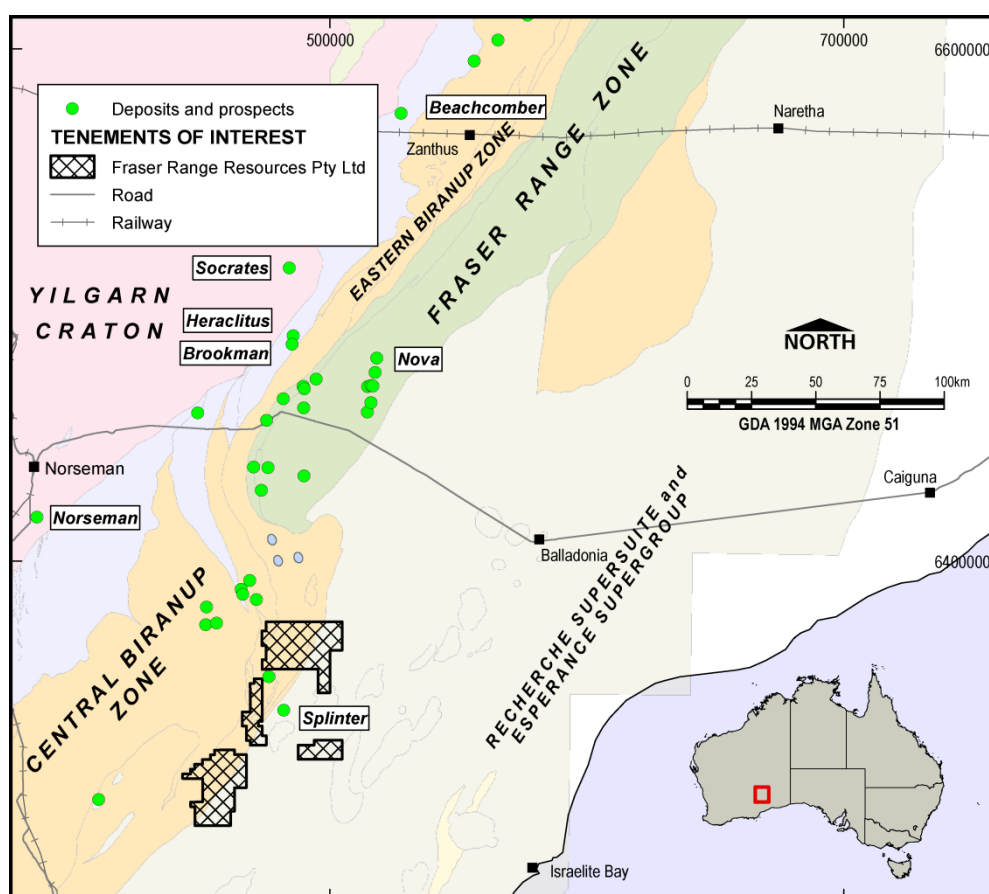 500000
700000
6600000
Deposits and prospects
TENEMENTS OF INTEREST
Fraser Range Resources Pty Ltd
Road
Railway
Beachcomber
Zanthus
Naretha
EASTERN BIRANUP ZONE
FRASER RANGE ZONE
Socrates
YILGARN
CRATON
Heraclitus
Brookman
Nova
NORTH
0 25 50 75 100km
GDA 1994 MGA Zone 51
Norseman
Caiguna
Norseman
Balladonia
6400000
RECHERCHE SUPERSUITE and
ESPERANCE SUPERGROUP
CENTRAL BIRANUP
ZONE
Splinter
Israelite Bay